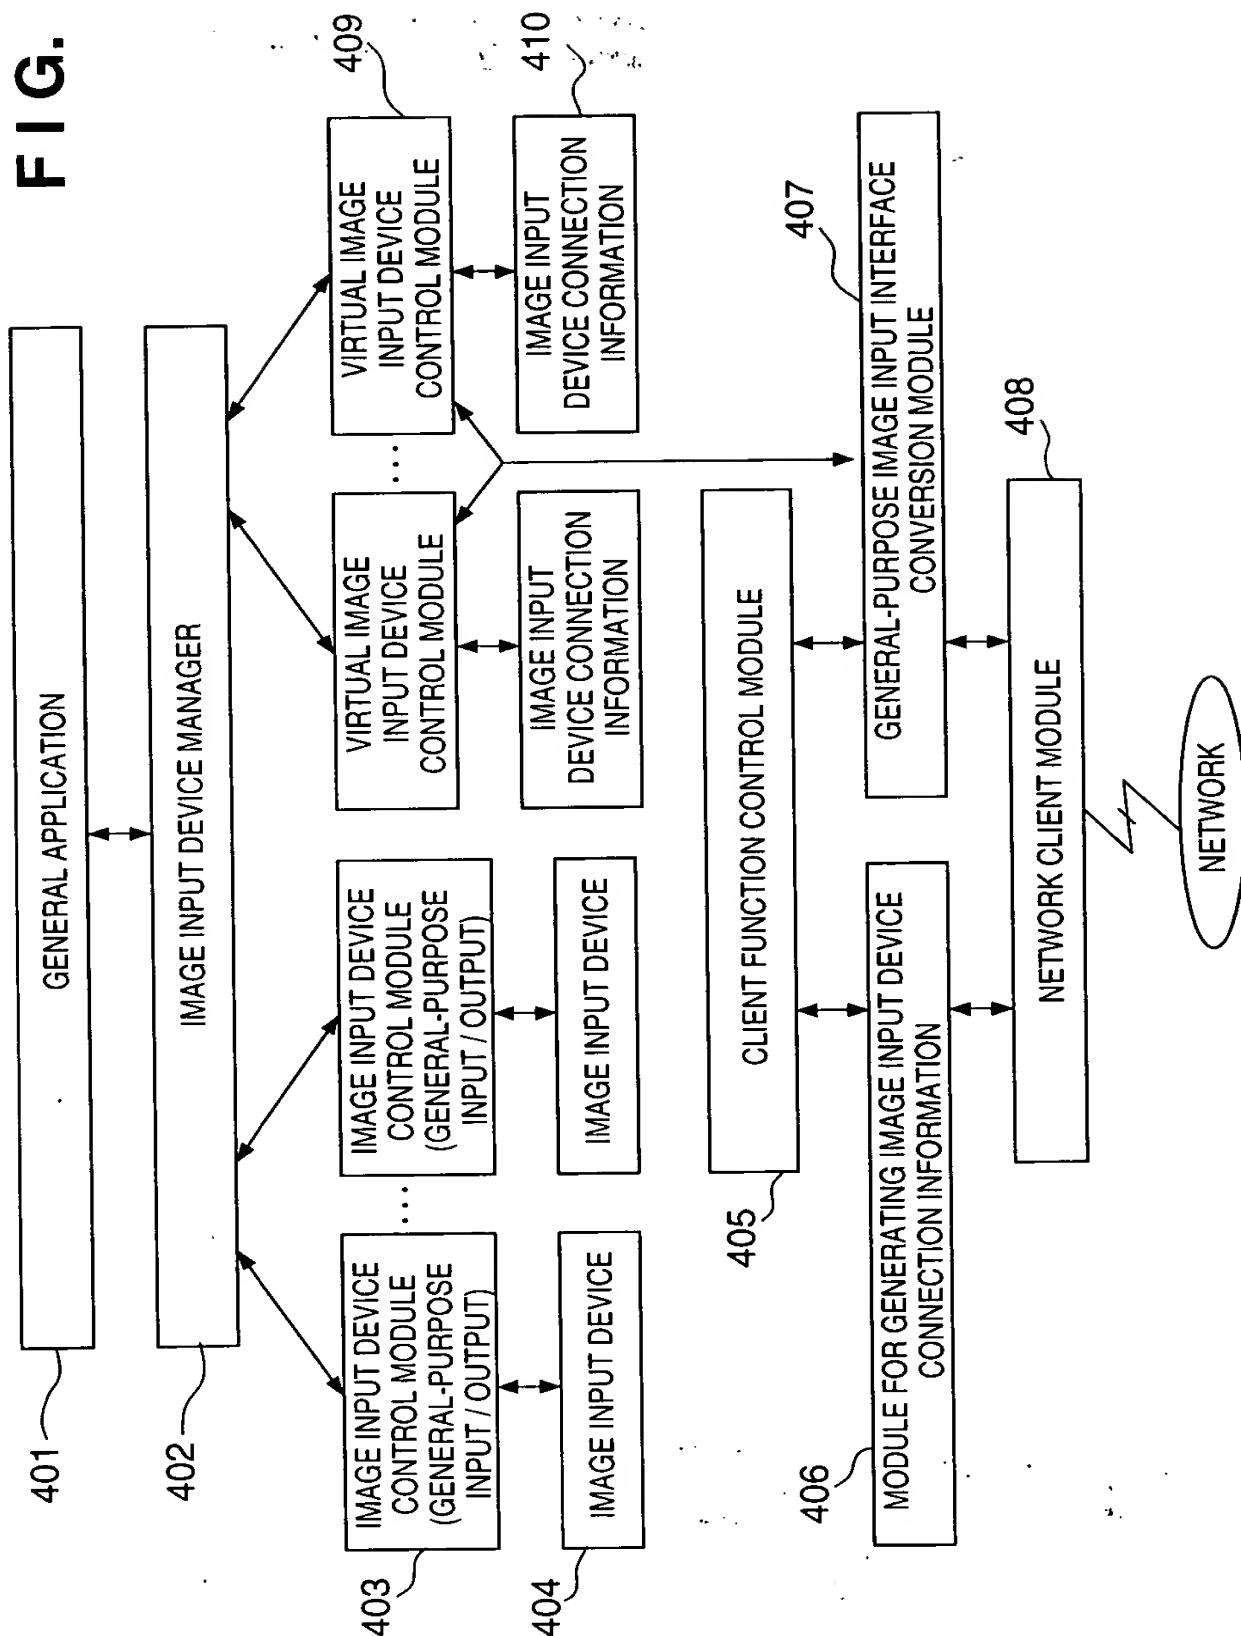 FIG.
401
GENERAL APPLICATION
402
IMAGE INPUT DEVICE MANAGER
403
IMAGE INPUT DEVICE
CONTROL MODULE
(GENERAL-PURPOSE
INPUT / OUTPUT)
...
IMAGE INPUT DEVICE
CONTROL MODULE
(GENERAL-PURPOSE
INPUT / OUTPUT)
VIRTUAL IMAGE
INPUT DEVICE
CONTROL MODULE
...
VIRTUAL IMAGE
INPUT DEVICE
CONTROL MODULE
409
404
IMAGE INPUT DEVICE
IMAGE INPUT DEVICE
IMAGE INPUT
DEVICE CONNECTION
INFORMATION
IMAGE INPUT
DEVICE CONNECTION
INFORMATION
410
405
CLIENT FUNCTION CONTROL MODULE
406
MODULE FOR GENERATING IMAGE INPUT DEVICE
CONNECTION INFORMATION
GENERAL-PURPOSE IMAGE INPUT INTERFACE
CONVERSION MODULE
407
NETWORK CLIENT MODULE
408
NETWORK